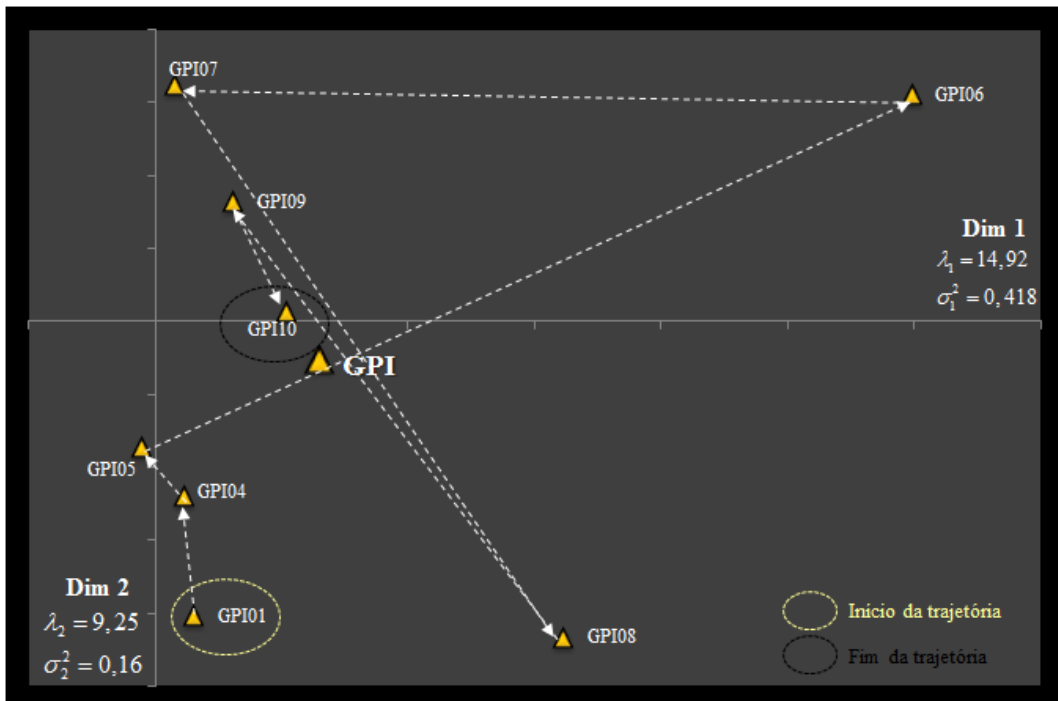 GPI07
GPI06
GPI09
Dim 1
λ₁ = 14,92
σ₁² = 0,418
GPI10
GPI
GPI05
GPI04
Dim 2
λ₂ = 9,25
σ₂² = 0,16
GPI01
GPI08
Início da trajetória
Fim da trajetória